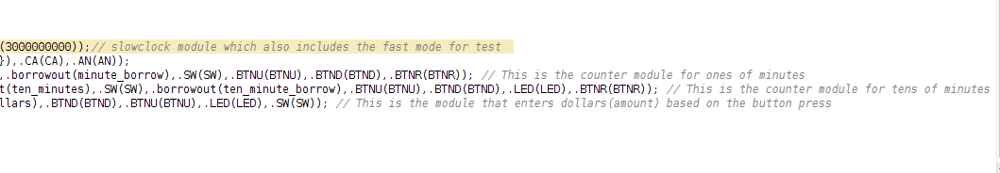 (3000000000));// slowclock module which also includes the fast mode for test
}),.CA(CA),.AN(AN));
,.borrowout(minute_borrow),.SW(SW),.BTNU(BTNU),.BTND(BTND),.BTNR(BTNR)); // This is the counter module for ones of minutes
t(ten_minutes),.SW(SW),.borrowout(ten_minute_borrow),.BTNU(BTNU),.BTND(BTND),.LED(LED),.BTNR(BTNR); // This is the counter module for tens of minutes
llars),.BTND(BTND),.BTNU(BTNU),.LED(LED),.SW(SW)); // This is the module that enters dollars(amount) based on the button press